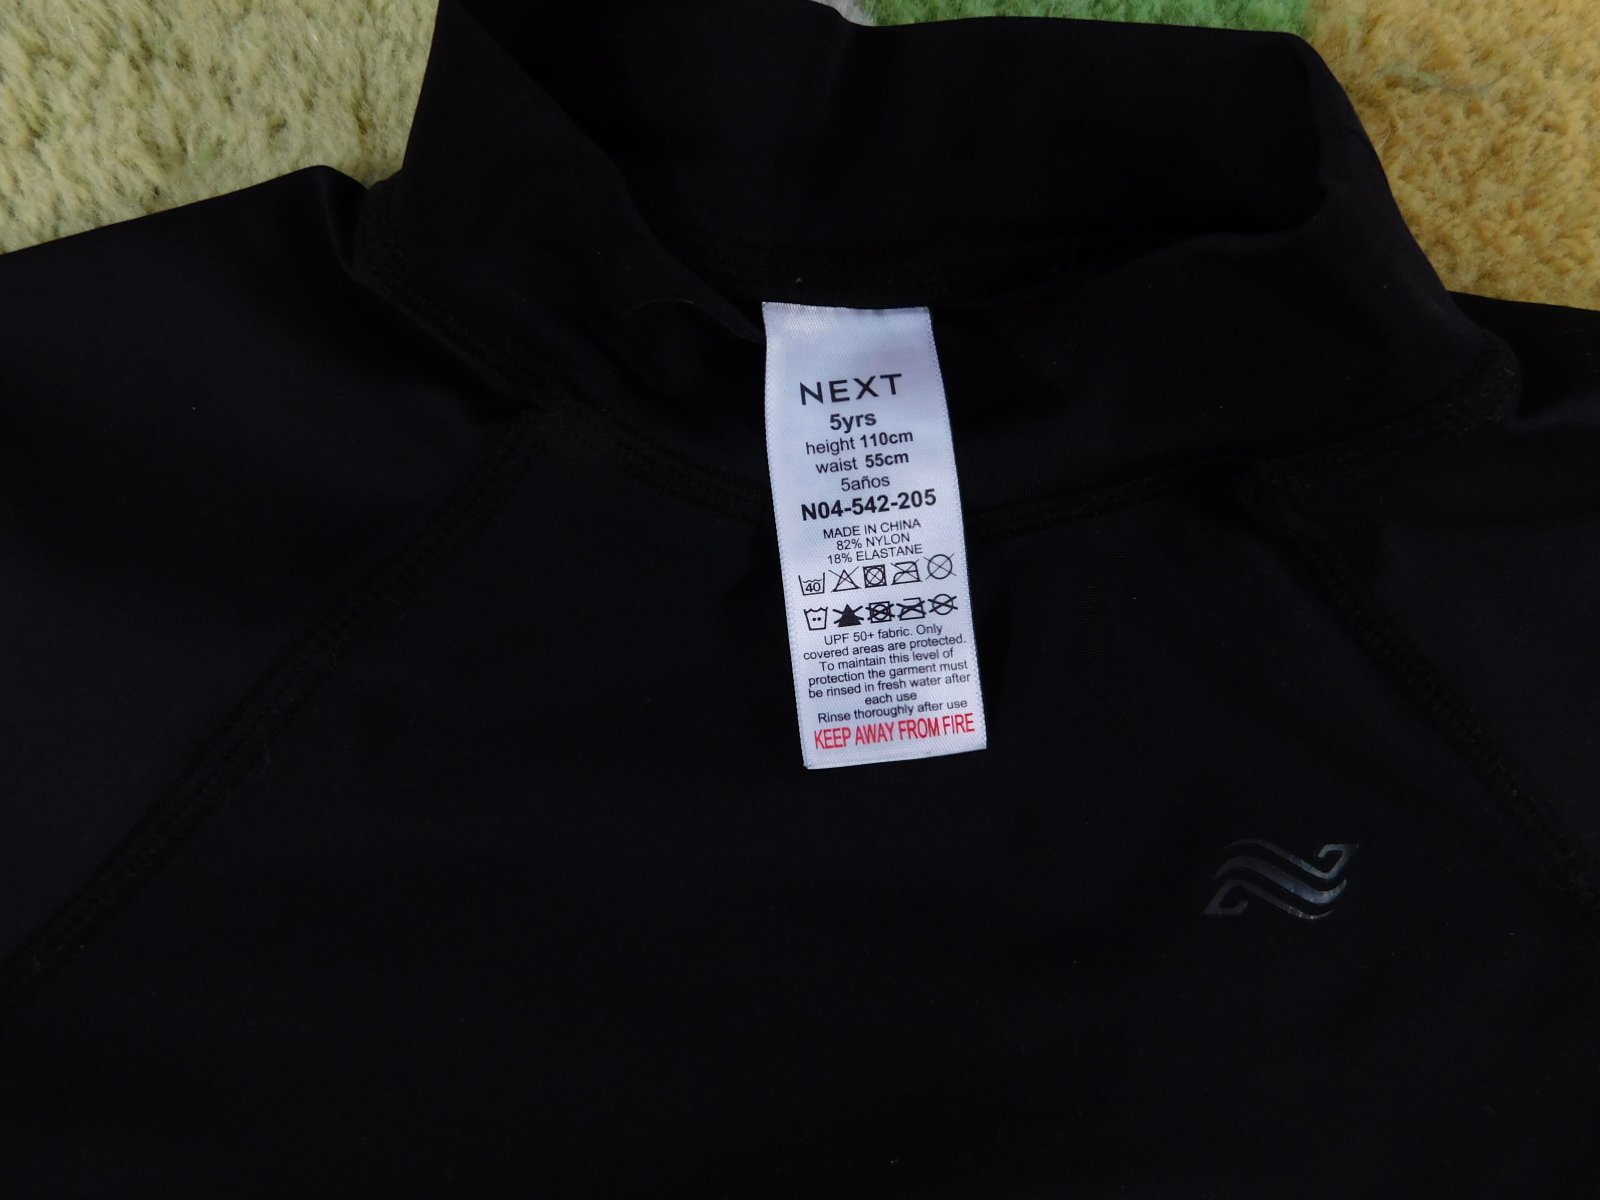 NEXT
5yrs
height 110cm
waist 55cm
5años
N04-542-205
MADE IN CHINA
82% NYLON
18% ELASTANE
40
UPF 50+ fabric. Only
covered areas are protected.
To maintain this level of
protection the garment must
be rinsed in fresh water after
each use
Rinse thoroughly after use
KEEP AWAY FROM FIRE